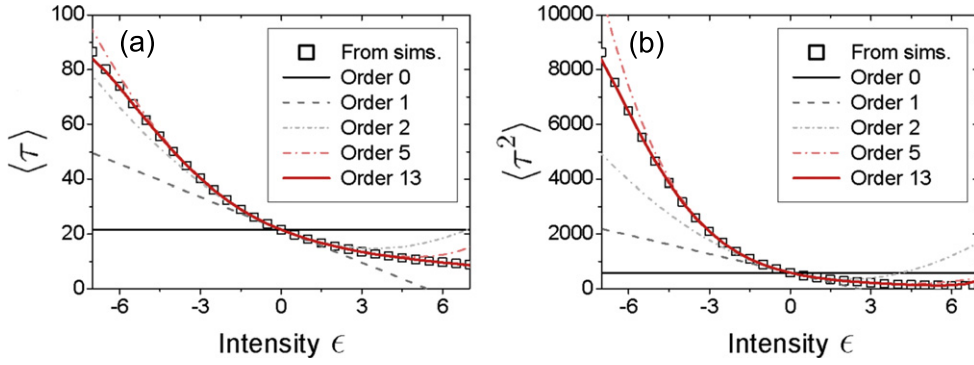 (a)
From sims.
Order 0
Order 1
Order 2
Order 5
Order 13
100
80
60
40
20
0
⟨τ⟩
-6 -3 0 3 6
Intensity ϵ
(b)
From sims.
Order 0
Order 1
Order 2
Order 5
Order 13
10000
8000
6000
4000
2000
0
⟨τ²⟩
-6 -3 0 3 6
Intensity ϵ